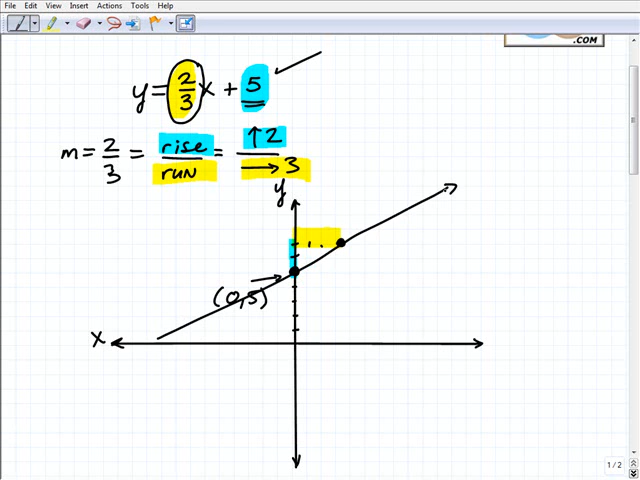 File Edit View Insert Actions Tools Help
.COM
y = 2/3 x + 5
m = 2/3 = rise/run = ↑2/→3
y
(0,5)
x
1/2